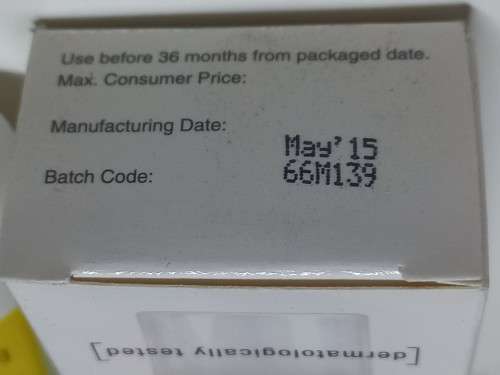 Use before 36 months from packaged date.
Max. Consumer Price:
Manufacturing Date: May'15
Batch Code: 66M139
[dermatologically tested]